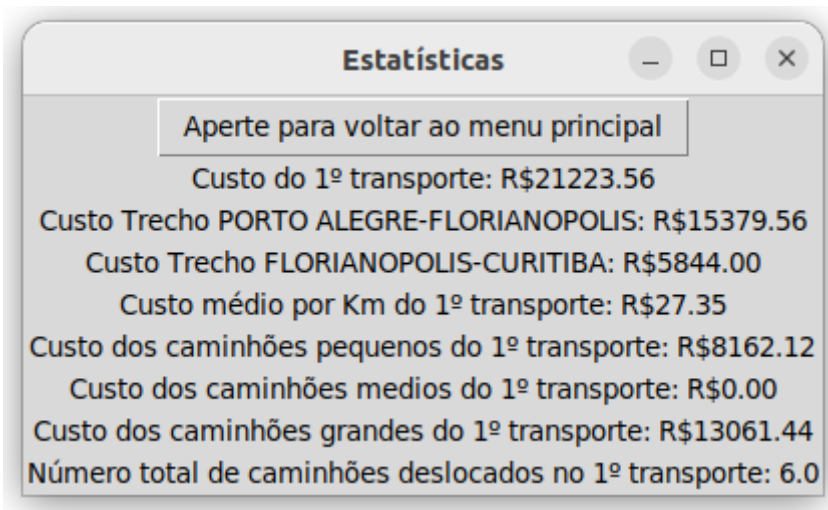 Estatísticas
Aperte para voltar ao menu principal
Custo do 1º transporte: R$21223.56
Custo Trecho PORTO ALEGRE-FLORIANOPOLIS: R$15379.56
Custo Trecho FLORIANOPOLIS-CURITIBA: R$5844.00
Custo médio por Km do 1º transporte: R$27.35
Custo dos caminhões pequenos do 1º transporte: R$8162.12
Custo dos caminhões medios do 1º transporte: R$0.00
Custo dos caminhões grandes do 1º transporte: R$13061.44
Número total de caminhões deslocados no 1º transporte: 6.0